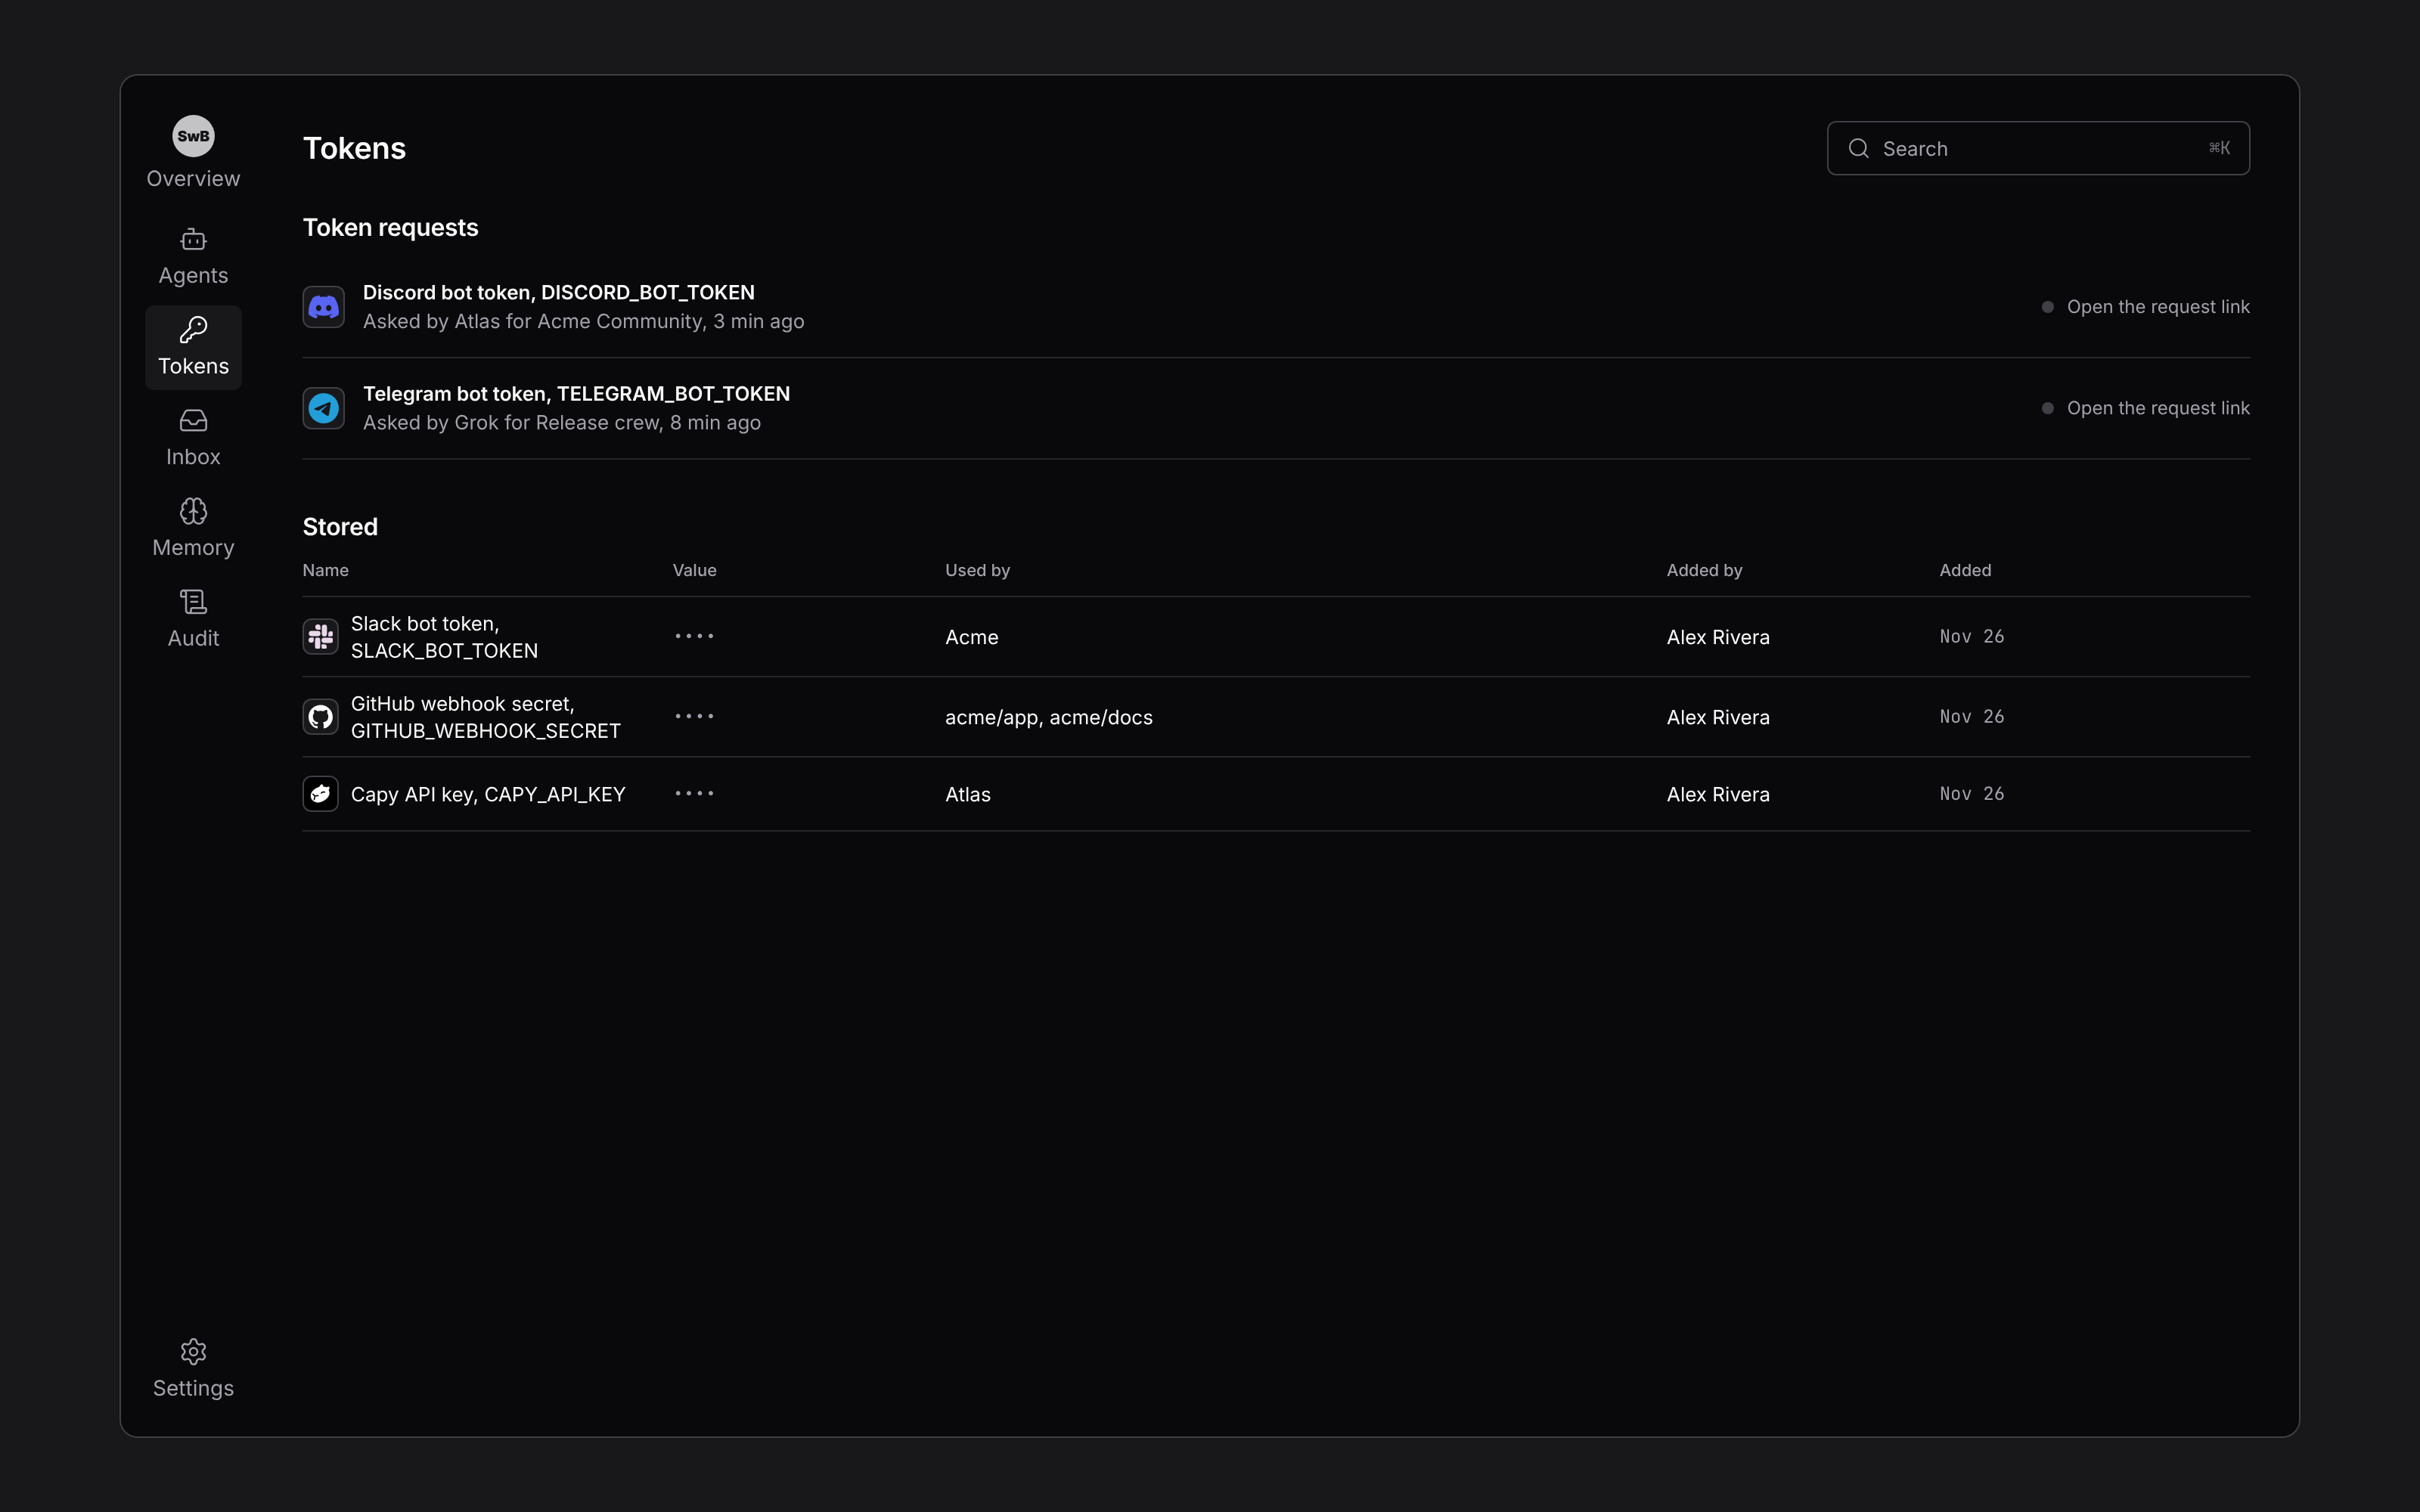 SwB
Overview
Agents
Tokens
Inbox
Memory
Audit
Settings
Tokens
Search
⌘K
Token requests
Discord bot token, DISCORD_BOT_TOKEN
Asked by Atlas for Acme Community, 3 min ago
Open the request link
Telegram bot token, TELEGRAM_BOT_TOKEN
Asked by Grok for Release crew, 8 min ago
Open the request link
Stored
Name Value Used by Added by Added
Slack bot token,
SLACK_BOT_TOKEN
···· Acme Alex Rivera Nov 26
GitHub webhook secret,
GITHUB_WEBHOOK_SECRET
···· acme/app, acme/docs Alex Rivera Nov 26
Capy API key, CAPY_API_KEY ···· Atlas Alex Rivera Nov 26